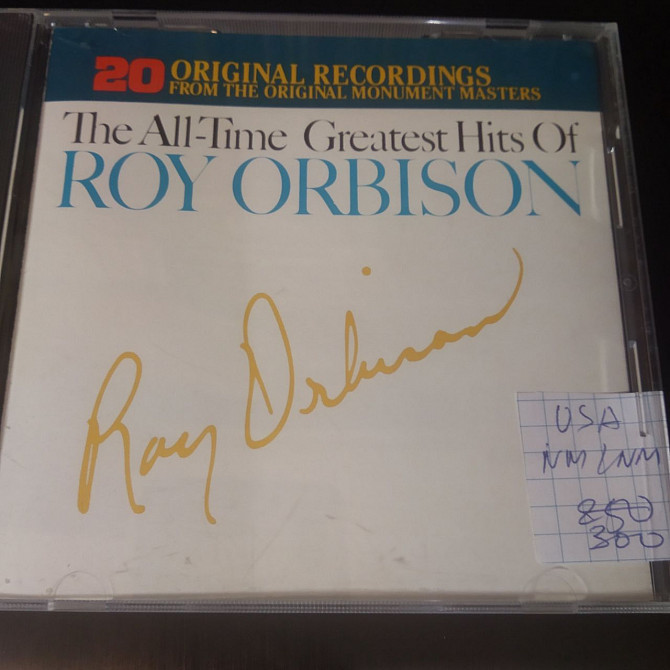 20 ORIGINAL RECORDINGS
FROM THE ORIGINAL MONUMENT MASTERS
The All-Time Greatest Hits Of
ROY ORBISON
Roy Orbison
USA
NM/NM
850
300